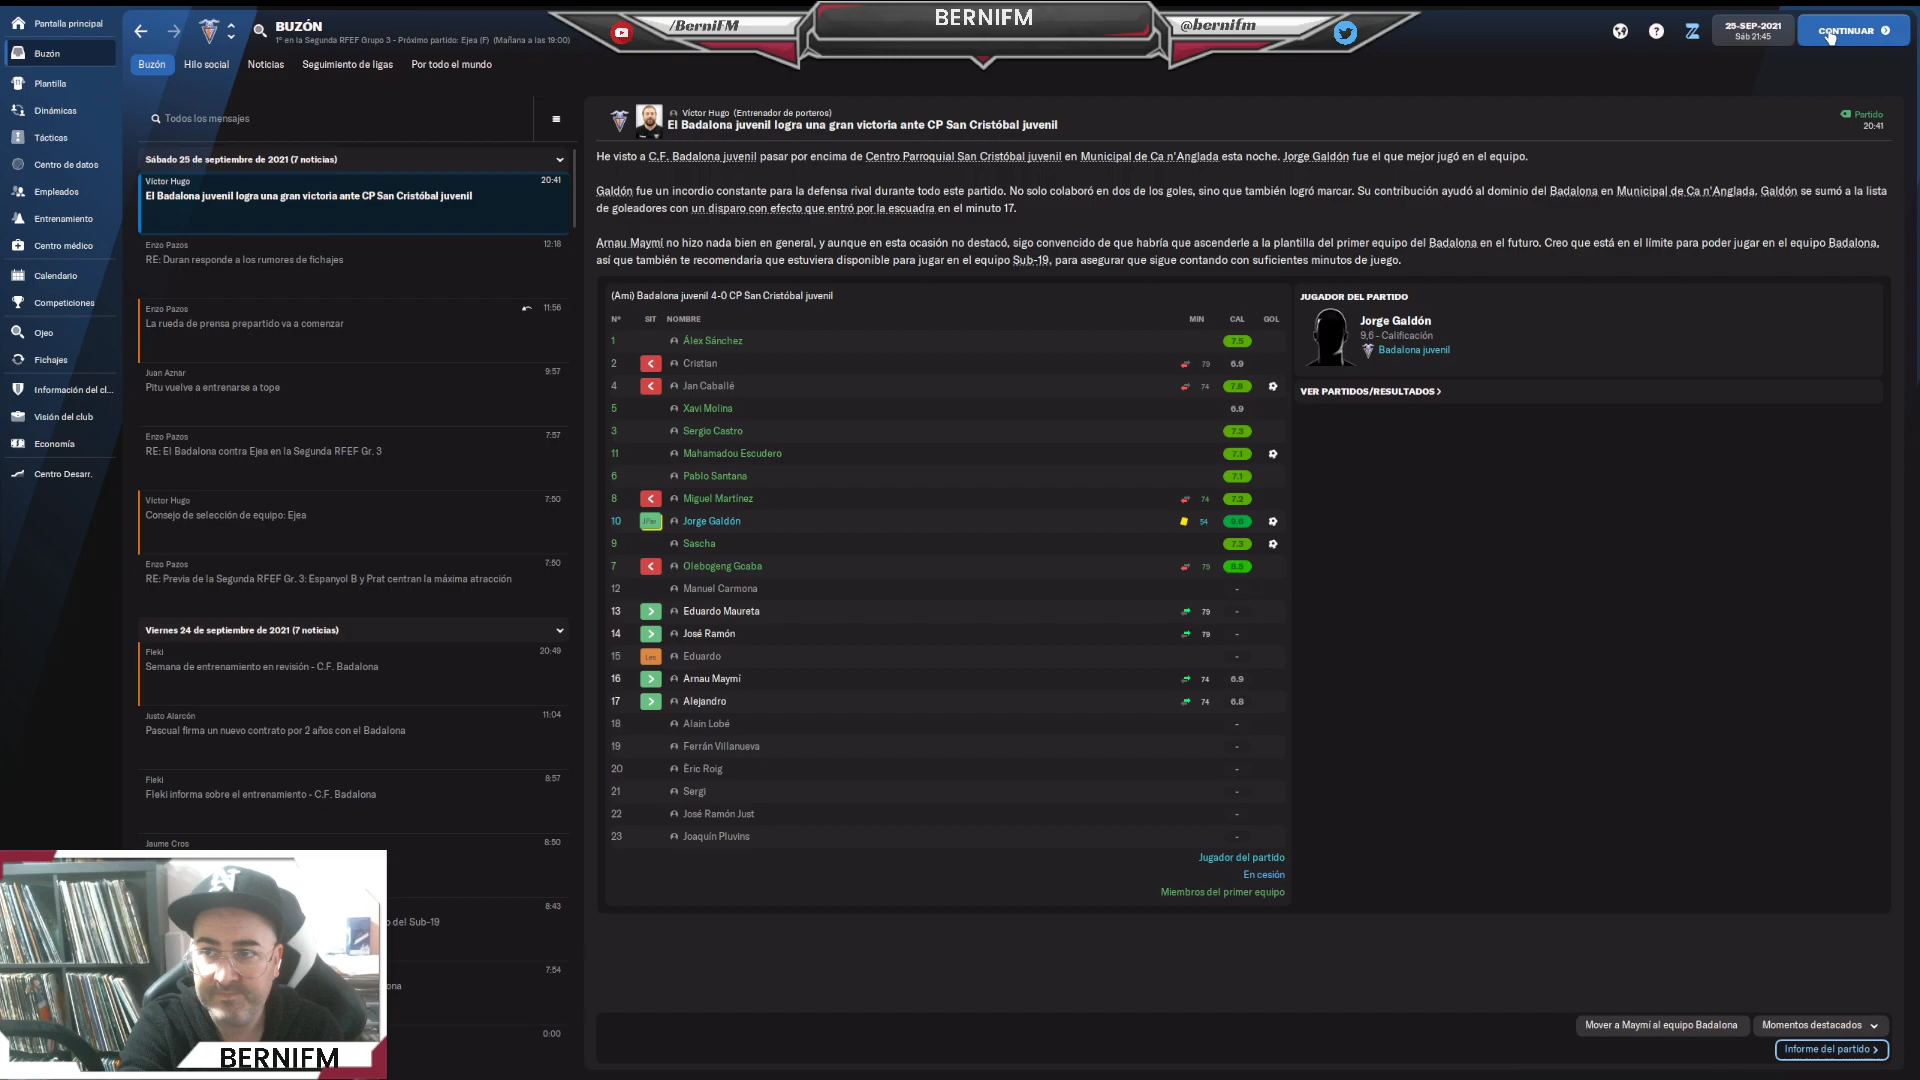 Pantalla principal
Buzón
Plantilla
Dinámicas
Tácticas
Centro de datos
Empleados
Entrenamiento
Centro médico
Calendario
Competiciones
Ojeo
Fichajes
Información del cl...
Visión del club
Economía
Centro Desarr.
BUZÓN
1º en la Segunda RFEF Grupo 3 - Próximo partido: Ejea (F) (Mañana a las 19:00)
/BerniFM
BERNIFM
@bernifm
25-SEP-2021
Sáb 21:45
CONTINUAR
Buzón Hilo social Noticias Seguimiento de ligas Por todo el mundo
Todos los mensajes
Sábado 25 de septiembre de 2021 (7 noticias)
Víctor Hugo 20:41
El Badalona juvenil logra una gran victoria ante CP San Cristóbal juvenil
Enzo Pazos 12:18
RE: Duran responde a los rumores de fichajes
Enzo Pazos 11:56
La rueda de prensa prepartido va a comenzar
Juan Aznar 9:57
Pitu vuelve a entrenarse a tope
Enzo Pazos 7:57
RE: El Badalona contra Ejea en la Segunda RFEF Gr. 3
Víctor Hugo 7:50
Consejo de selección de equipo: Ejea
Enzo Pazos 7:50
RE: Previa de la Segunda RFEF Gr. 3: Espanyol B y Prat centran la máxima atracción
Viernes 24 de septiembre de 2021 (7 noticias)
Fleki 20:49
Semana de entrenamiento en revisión - C.F. Badalona
Justo Alarcón 11:04
Pascual firma un nuevo contrato por 2 años con el Badalona
Fleki 8:57
Fleki informa sobre el entrenamiento - C.F. Badalona
Jaume Cros 8:50
8:43
o del Sub-19
7:54
ona
0:00
BERNIFM
Víctor Hugo (Entrenador de porteros)
El Badalona juvenil logra una gran victoria ante CP San Cristóbal juvenil
Partido
20:41
He visto a C.F. Badalona juvenil pasar por encima de Centro Parroquial San Cristóbal juvenil en Municipal de Ca n'Anglada esta noche. Jorge Galdón fue el que mejor jugó en el equipo.
Galdón fue un incordio constante para la defensa rival durante todo este partido. No solo colaboró en dos de los goles, sino que también logró marcar. Su contribución ayudó al dominio del Badalona en Municipal de Ca n'Anglada. Galdón se sumó a la lista
de goleadores con un disparo con efecto que entró por la escuadra en el minuto 17.
Arnau Maymí no hizo nada bien en general, y aunque en esta ocasión no destacó, sigo convencido de que habría que ascenderle a la plantilla del primer equipo del Badalona en el futuro. Creo que está en el límite para poder jugar en el equipo Badalona,
así que también te recomendaría que estuviera disponible para jugar en el equipo Sub-19, para asegurar que sigue contando con suficientes minutos de juego.
(Ami) Badalona juvenil 4-0 CP San Cristóbal juvenil
Nº SIT NOMBRE MIN CAL GOL
1 Álex Sánchez 7.5
2 Cristian 79 6.9
4 Jan Caballé 74 7.8
5 Xavi Molina 6.9
3 Sergio Castro 7.3
11 Mahamadou Escudero 7.1
6 Pablo Santana 7.1
8 Miguel Martínez 74 7.2
10 JPar Jorge Galdón 54 9.6
9 Sascha 7.3
7 Olebogeng Gcaba 79 8.5
12 Manuel Carmona -
13 Eduardo Maureta 79 -
14 José Ramón 79 -
15 Les Eduardo -
16 Arnau Maymí 74 6.9
17 Alejandro 74 6.8
18 Alain Lobé -
19 Ferrán Villanueva -
20 Èric Roig -
21 Sergi -
22 José Ramón Just -
23 Joaquín Pluvins -
Jugador del partido
En cesión
Miembros del primer equipo
JUGADOR DEL PARTIDO
Jorge Galdón
9,6 - Calificación
Badalona juvenil
VER PARTIDOS/RESULTADOS >
Mover a Maymí al equipo Badalona
Momentos destacados
Informe del partido >